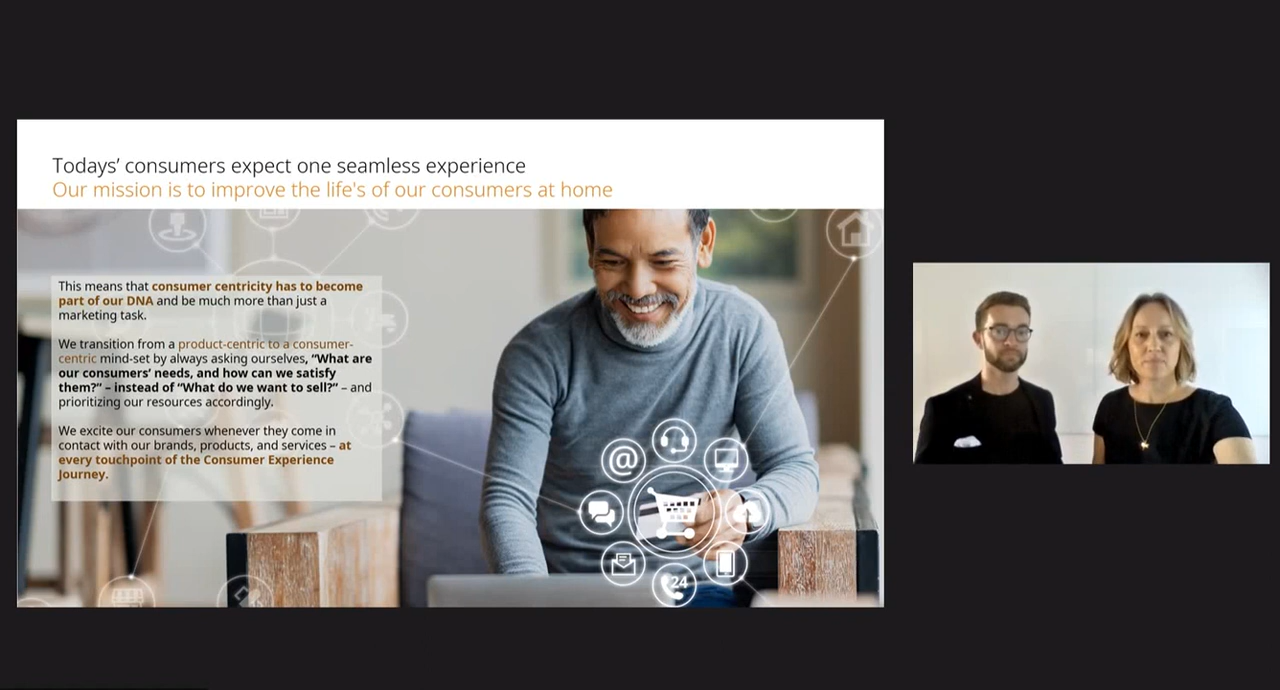 Todays’ consumers expect one seamless experience
Our mission is to improve the life's of our consumers at home
This means that consumer centricity has to become
part of our DNA and be much more than just a
marketing task.
We transition from a product-centric to a consumer-
centric mind-set by always asking ourselves, “What are
our consumers’ needs, and how can we satisfy
them?” – instead of “What do we want to sell?” – and
prioritizing our resources accordingly.
We excite our consumers whenever they come in
contact with our brands, products, and services – at
every touchpoint of the Consumer Experience
Journey.
@
24